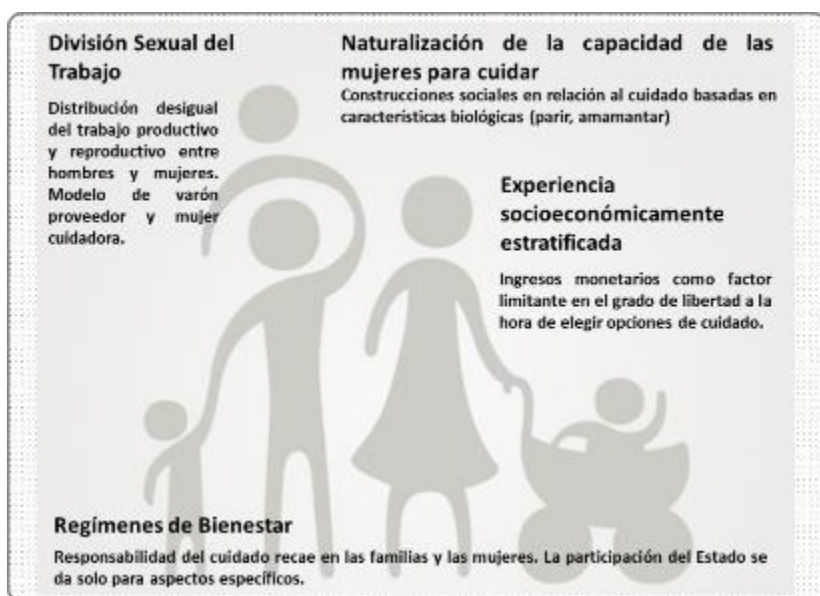 División Sexual del
Trabajo
Distribución desigual
del trabajo productivo
y reproductivo entre
hombres y mujeres.
Modelo de varón
proveedor y mujer
cuidadora.
Naturalización de la capacidad de las
mujeres para cuidar
Construcciones sociales en relación al cuidado basadas en
características biológicas (parir, amamantar)
Experiencia
socioeconómicamente
estratificada
Ingresos monetarios como factor
limitante en el grado de libertad a la
hora de elegir opciones de cuidado.
Regímenes de Bienestar
Responsabilidad del cuidado recae en las familias y las mujeres. La participación del Estado se
da solo para aspectos específicos.